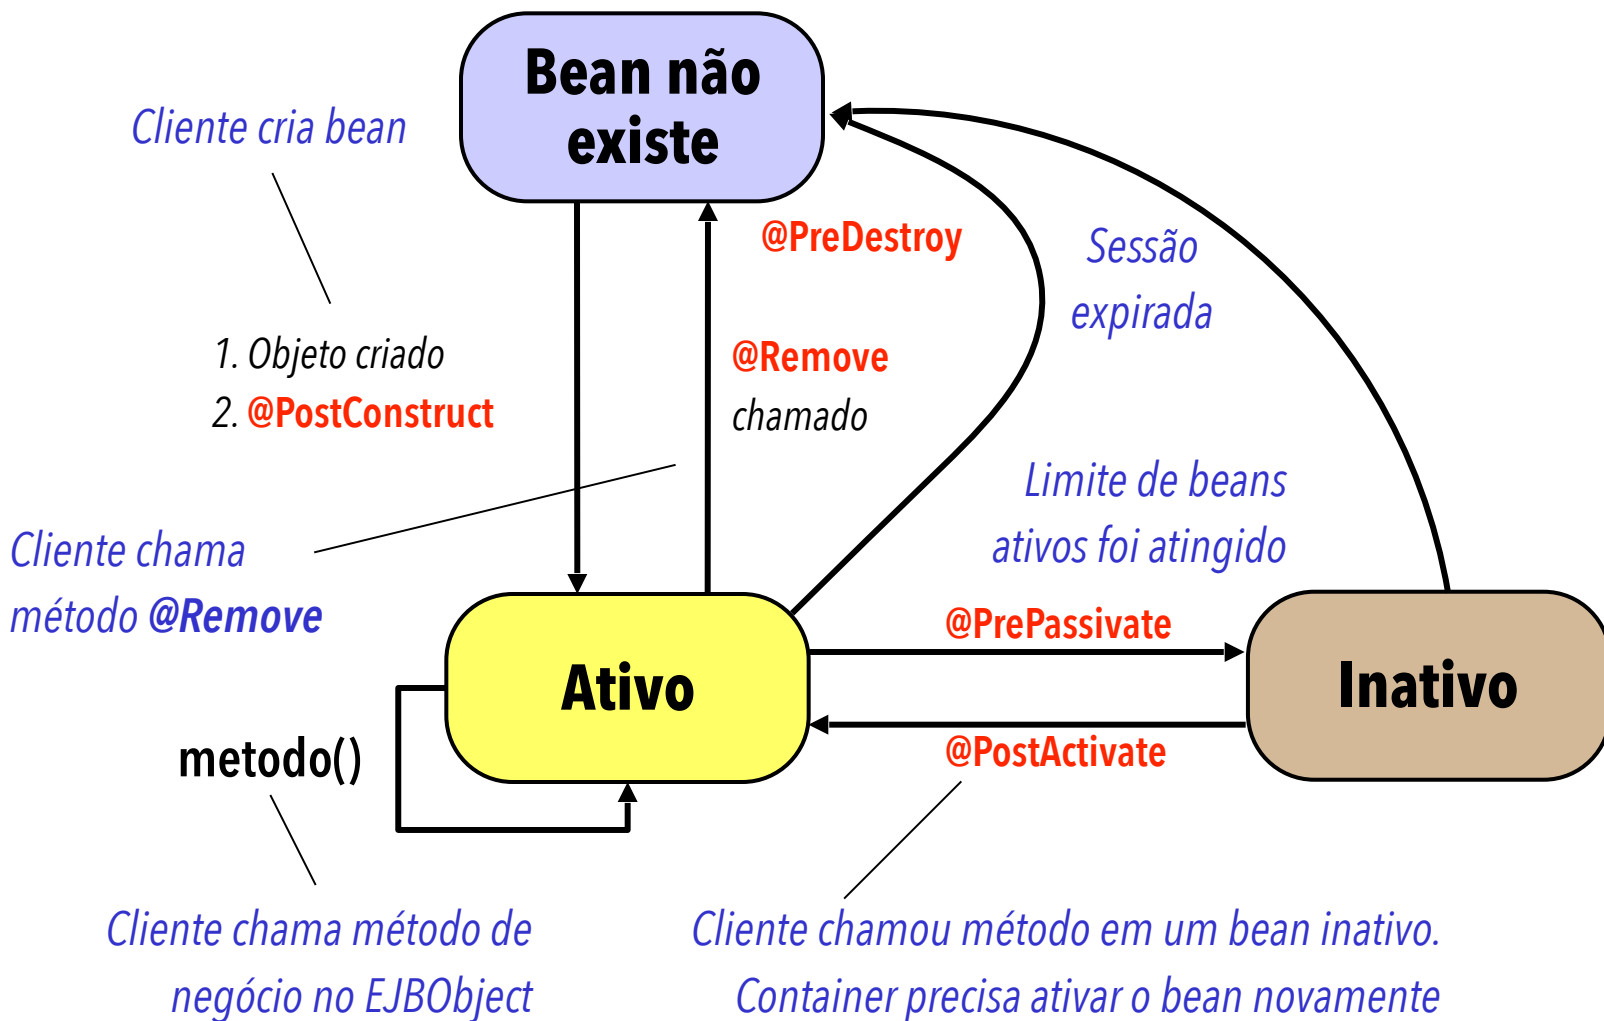 Bean não
existe
Cliente cria bean
@PreDestroy
Sessão
expirada
1. Objeto criado
2. @PostConstruct
@Remove
chamado
Limite de beans
ativos foi atingido
Cliente chama
método @Remove
@PrePassivate
Ativo
Inativo
@PostActivate
metodo()
Cliente chama método de
negócio no EJBObject
Cliente chamou método em um bean inativo.
Container precisa ativar o bean novamente